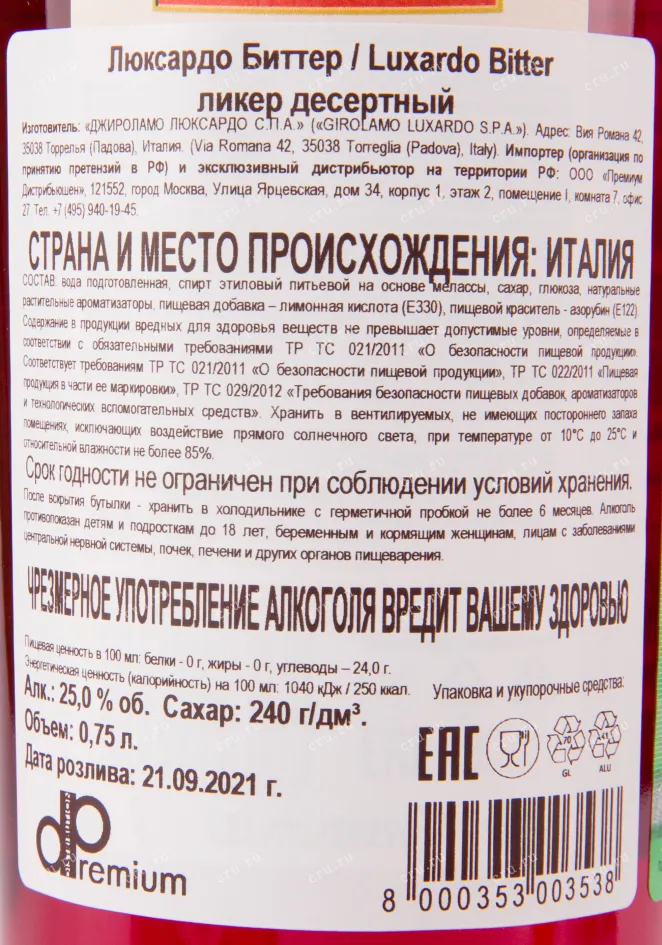 Люксардо Биттер / Luxardo Bitter
ликер десертный
Изготовитель: «ДЖИРОЛАМО ЛЮКСАРДО С.П.А.» («GIROLAMO LUXARDO S.P.A.»). Адрес: Виа Романа 42,
35038 Торрелья (Падова), Италия. (Via Romana 42, 35038 Torreglia (Padova), Italy). Импортер (организация по
принятию претензий в РФ) и эксклюзивный дистрибьютор на территории РФ: ООО «Премиум
Дистрибьюшен», 121552, город Москва, Улица Ярцевская, дом 34, корпус 1, этаж 2, помещение I, комната 7, офис
27 Тел. +7 (495) 940-19-45.
СТРАНА И МЕСТО ПРОИСХОЖДЕНИЯ: ИТАЛИЯ
СОСТАВ: вода подготовленная, спирт этиловый питьевой на основе мелассы, сахар, глюкоза, натуральные
растительные ароматизаторы, пищевая добавка – лимонная кислота (Е330), пищевой краситель - азорубин (Е122)
Содержание в продукции вредных для здоровья веществ не превышает допустимые уровни, определяемые в
соответствии с обязательными требованиями ТР ТС 021/2011 «О безопасности пищевой продукции».
Соответствует требованиям ТР ТС 021/2011 «О безопасности пищевой продукции», ТР ТС 022/2011 «Пищевая
продукция в части ее маркировки», ТР ТС 029/2012 «Требования безопасности пищевых добавок, ароматизаторов
и технологических вспомогательных средств». Хранить в вентилируемых, не имеющих постороннего запаха
помещениях, исключающих воздействие прямого солнечного света, при температуре от 10°С до 25°С и
относительной влажности не более 85%.
Срок годности не ограничен при соблюдении условий хранения.
После вскрытия бутылки - хранить в холодильнике с герметичной пробкой не более 6 месяцев. Алкоголь
противопоказан детям и подросткам до 18 лет, беременным и кормящим женщинам, лицам с заболеваниями
центральной нервной системы, почек, печени и других органов пищеварения.
ЧРЕЗМЕРНОЕ УПОТРЕБЛЕНИЕ АЛКОГОЛЯ ВРЕДИТ ВАШЕМУ ЗДОРОВЬЮ
Пищевая ценность в 100 мл: белки - 0 г, жиры - 0 г, углеводы – 24,0 г.
Энергетическая ценность (калорийность) на 100 мл: 1040 кДж / 250 ккал.
Упаковка и укупорочные средства:
Алк.: 25,0 % об. Сахар: 240 г/дм³.
Объем: 0,75 л.
Дата розлива: 21.09.2021 г.
EAC
70
GL
41
ALU
Premium
8 000353 003538
cru.ru